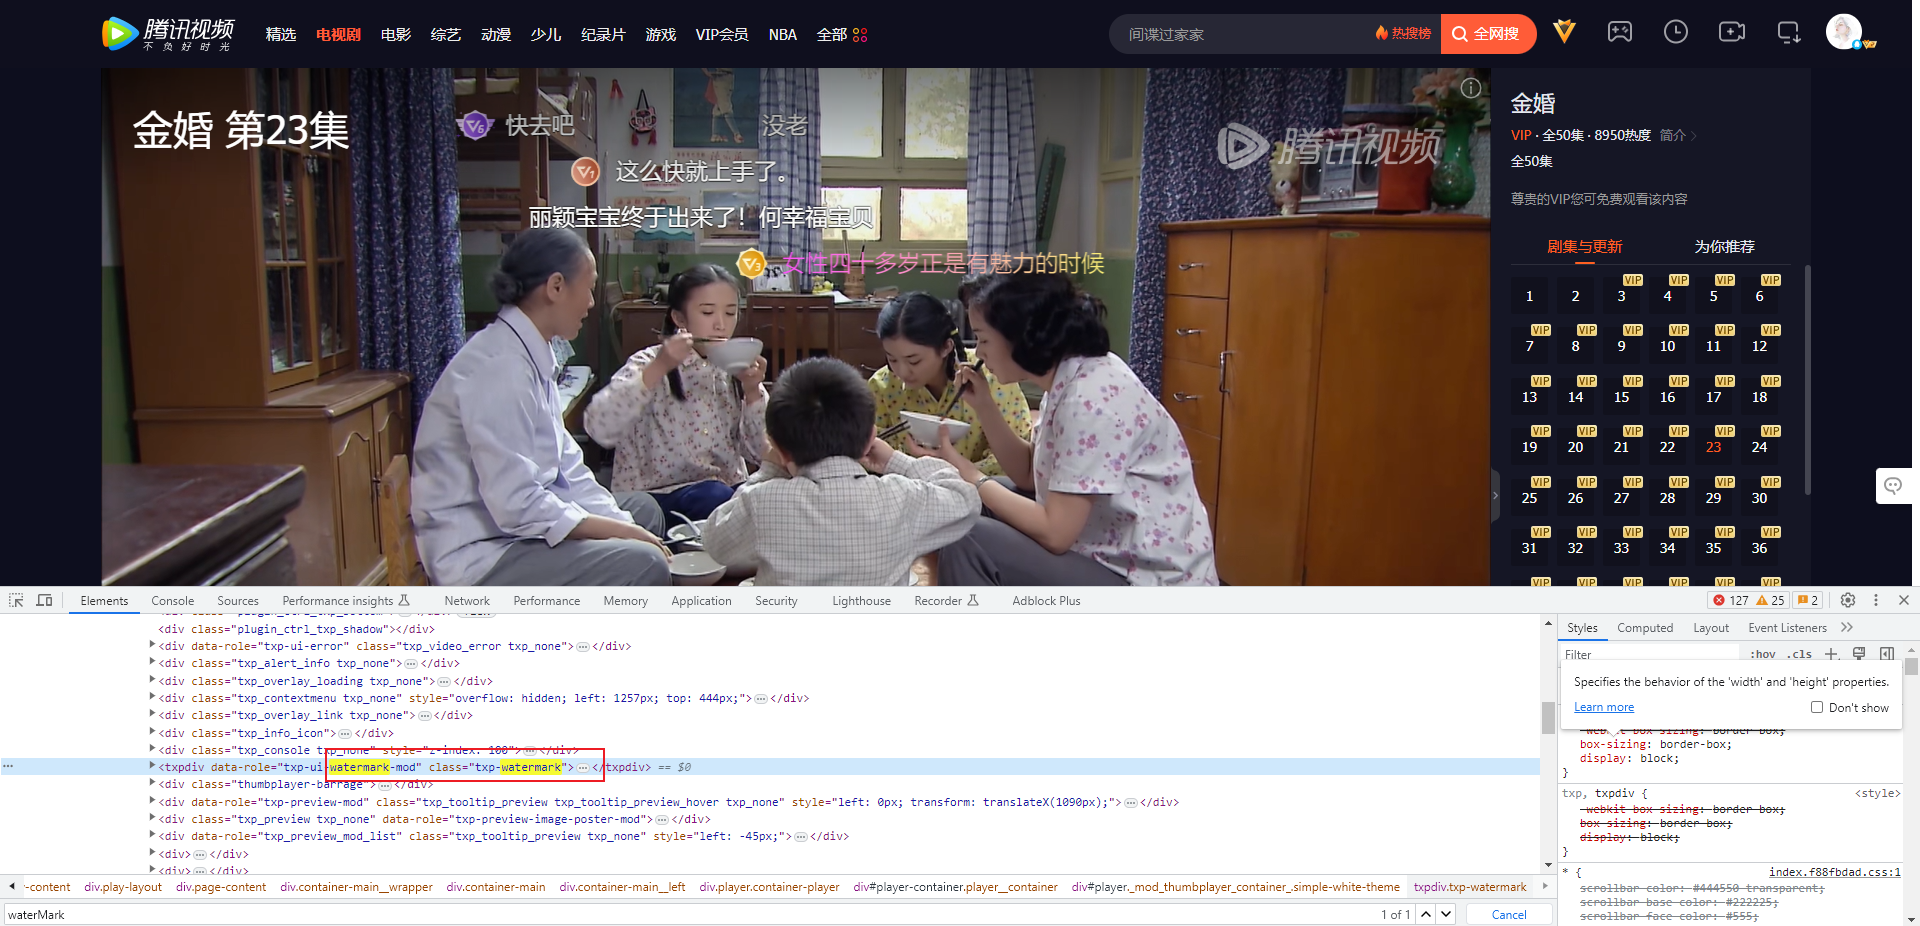 腾讯视频
不负好时光
精选 电视剧 电影 综艺 动漫 少儿 纪录片 游戏 VIP会员 NBA 全部
间谍过家家 热搜榜 全网搜
金婚 第23集
V6 快去吧 没老
腾讯视频
V1 这么快就上手了。
丽颖宝宝终于出来了！何幸福宝贝
V3 女性四十多岁正是有魅力的时候
金婚
VIP · 全50集 · 8950热度 简介
全50集
尊贵的VIP您可免费观看该内容
剧集与更新 为你推荐
VIP VIP VIP VIP
1 2 3 4 5 6
VIP VIP VIP VIP VIP VIP
7 8 9 10 11 12
VIP VIP VIP VIP VIP VIP
13 14 15 16 17 18
VIP VIP VIP VIP VIP VIP
19 20 21 22 23 24
VIP VIP VIP VIP VIP VIP
25 26 27 28 29 30
VIP VIP VIP VIP VIP VIP
31 32 33 34 35 36
VIP VIP VIP VIP VIP VIP
Elements Console Sources Performance insights Network Performance Memory Application Security Lighthouse Recorder Adblock Plus
127 25 2
<div class="plugin_ctrl_txp_shadow"></div>
<div data-role="txp-ui-error" class="txp_video_error txp_none">…</div>
<div class="txp_alert_info txp_none">…</div>
<div class="txp_overlay_loading txp_none">…</div>
<div class="txp_contextmenu txp_none" style="overflow: hidden; left: 1257px; top: 444px;">…</div>
<div class="txp_overlay_link txp_none">…</div>
<div class="txp_info_icon">…</div>
<div class="txp_console txp_none" style="z-index: 100">…</div>
<txpdiv data-role="txp-ui-watermark-mod" class="txp-watermark">…</txpdiv> == $0
<div class="thumbplayer-barrage">…</div>
<div data-role="txp-preview-mod" class="txp_tooltip_preview txp_tooltip_preview_hover txp_none" style="left: 0px; transform: translateX(1090px);">…</div>
<div class="txp_preview txp_none" data-role="txp-preview-image-poster-mod">…</div>
<div data-role="txp_preview_mod_list" class="txp_tooltip_preview txp_none" style="left: -45px;">…</div>
<div>…</div>
<div>…</div>
-content div.play-layout div.page-content div.container-main__wrapper div.container-main div.container-main__left div.player.container-player div#player-container.player__container div#player._mod_thumbplayer_container_.simple-white-theme txpdiv.txp-watermark
waterMark 1 of 1 Cancel
Styles Computed Layout Event Listeners
Filter :hov .cls
Specifies the behavior of the 'width' and 'height' properties.
Learn more Don't show
-webkit-box-sizing: border-box;
box-sizing: border-box;
display: block;
}
txp, txpdiv { <style>
-webkit-box-sizing: border-box;
box-sizing: border-box;
display: block;
}
* { index.f88fbdad.css:1
scrollbar-color: #444550 transparent;
scrollbar-base-color: #222225;
scrollbar-face-color: #555;